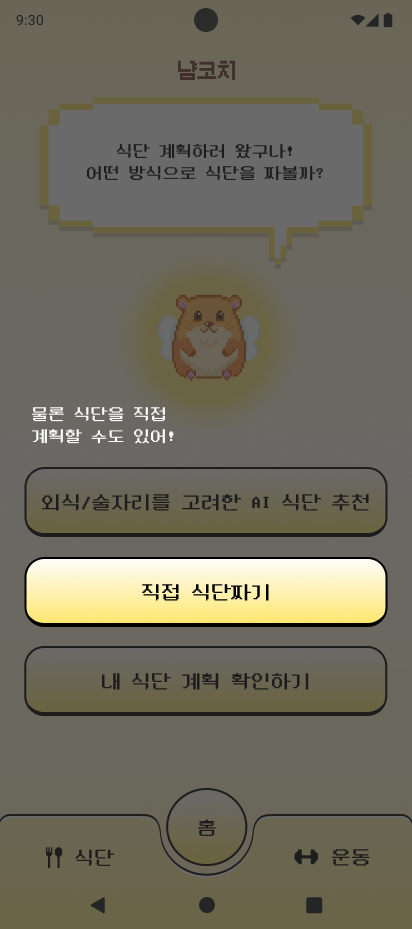 9:30
냠코치
식단 계획하러 왔구나!
어떤 방식으로 식단을 짜볼까?
물론 식단을 직접
계획할 수도 있어!
외식/술자리를 고려한 AI 식단 추천
직접 식단짜기
내 식단 계획 확인하기
홈
식단
운동